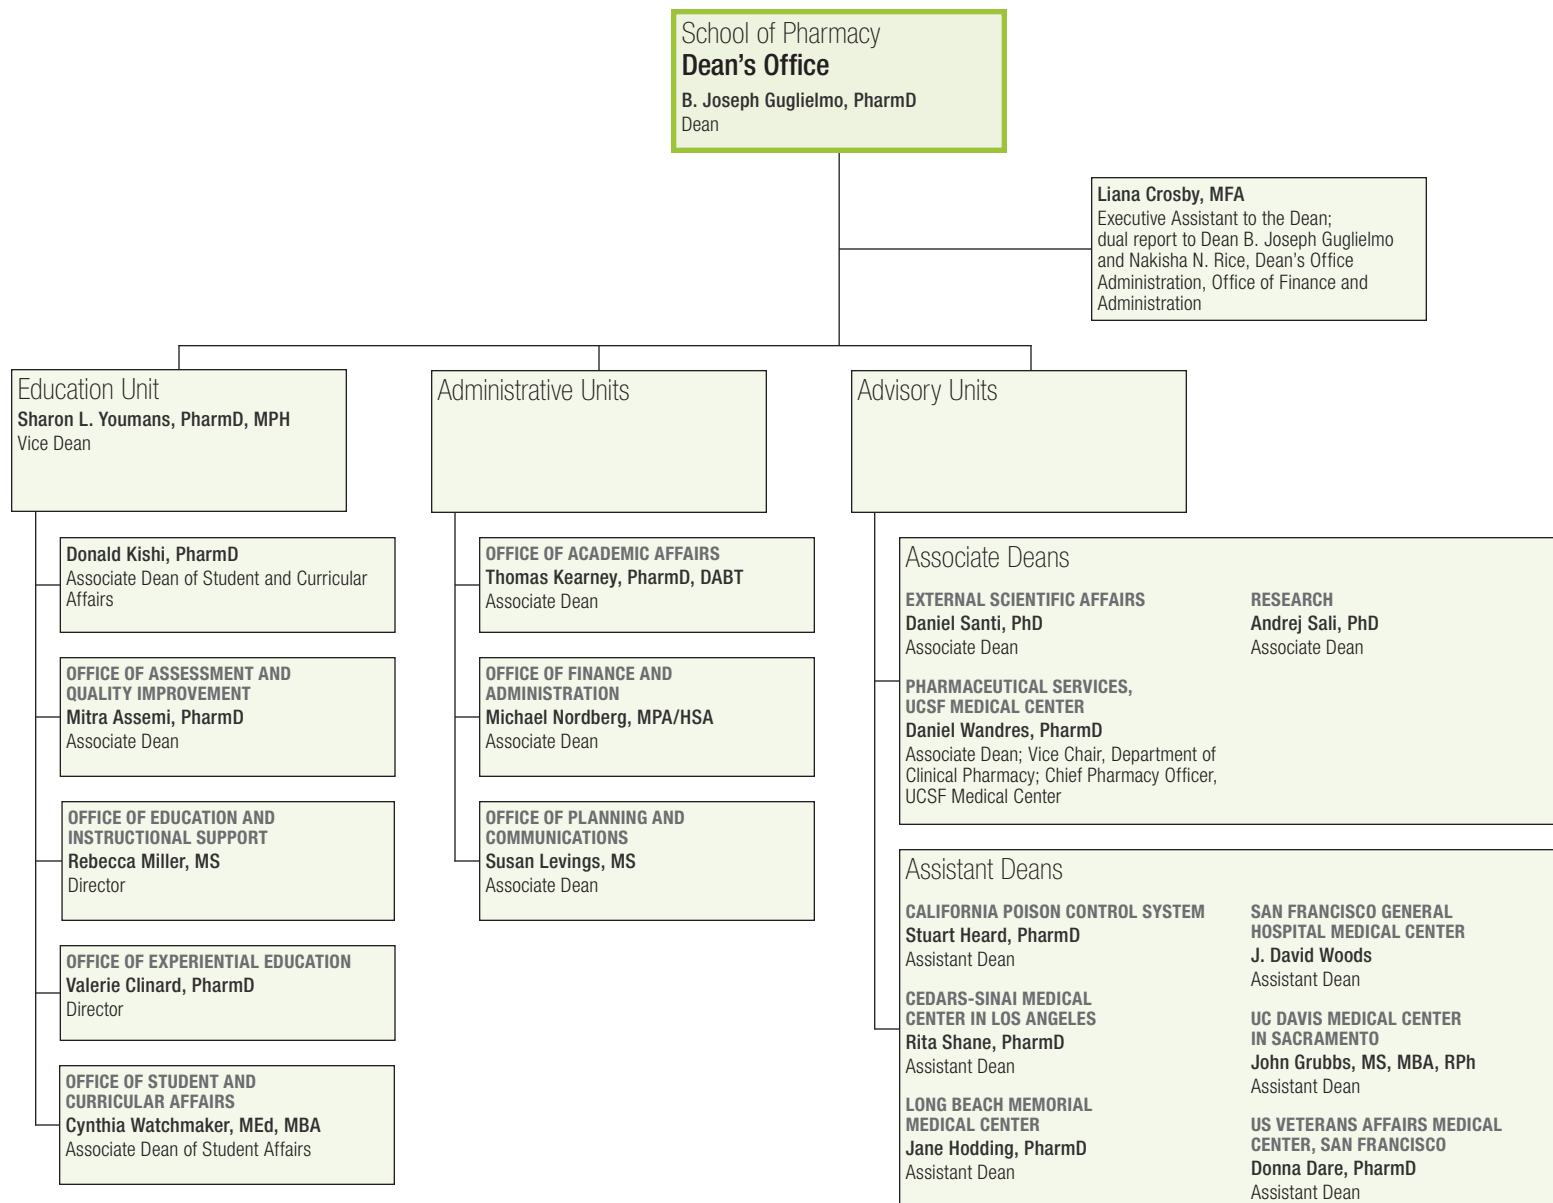 School of Pharmacy
Dean’s Office
B. Joseph Guglielmo, PharmD
Dean
Liana Crosby, MFA
Executive Assistant to the Dean;
dual report to Dean B. Joseph Guglielmo
and Nakisha N. Rice, Dean’s Office
Administration, Office of Finance and
Administration
Education Unit
Sharon L. Youmans, PharmD, MPH
Vice Dean
Donald Kishi, PharmD
Associate Dean of Student and Curricular
Affairs
OFFICE OF ASSESSMENT AND
QUALITY IMPROVEMENT
Mitra Assemi, PharmD
Associate Dean
OFFICE OF EDUCATION AND
INSTRUCTIONAL SUPPORT
Rebecca Miller, MS
Director
OFFICE OF EXPERIENTIAL EDUCATION
Valerie Clinard, PharmD
Director
OFFICE OF STUDENT AND
CURRICULAR AFFAIRS
Cynthia Watchmaker, MEd, MBA
Associate Dean of Student Affairs
Administrative Units
OFFICE OF ACADEMIC AFFAIRS
Thomas Kearney, PharmD, DABT
Associate Dean
OFFICE OF FINANCE AND
ADMINISTRATION
Michael Nordberg, MPA/HSA
Associate Dean
OFFICE OF PLANNING AND
COMMUNICATIONS
Susan Levings, MS
Associate Dean
Advisory Units
Associate Deans
EXTERNAL SCIENTIFIC AFFAIRS
Daniel Santi, PhD
Associate Dean
PHARMACEUTICAL SERVICES,
UCSF MEDICAL CENTER
Daniel Wandres, PharmD
Associate Dean; Vice Chair, Department of
Clinical Pharmacy; Chief Pharmacy Officer,
UCSF Medical Center
RESEARCH
Andrej Sali, PhD
Associate Dean
Assistant Deans
CALIFORNIA POISON CONTROL SYSTEM
Stuart Heard, PharmD
Assistant Dean
CEDARS-SINAI MEDICAL
CENTER IN LOS ANGELES
Rita Shane, PharmD
Assistant Dean
LONG BEACH MEMORIAL
MEDICAL CENTER
Jane Hodding, PharmD
Assistant Dean
SAN FRANCISCO GENERAL
HOSPITAL MEDICAL CENTER
J. David Woods
Assistant Dean
UC DAVIS MEDICAL CENTER
IN SACRAMENTO
John Grubbs, MS, MBA, RPh
Assistant Dean
US VETERANS AFFAIRS MEDICAL
CENTER, SAN FRANCISCO
Donna Dare, PharmD
Assistant Dean